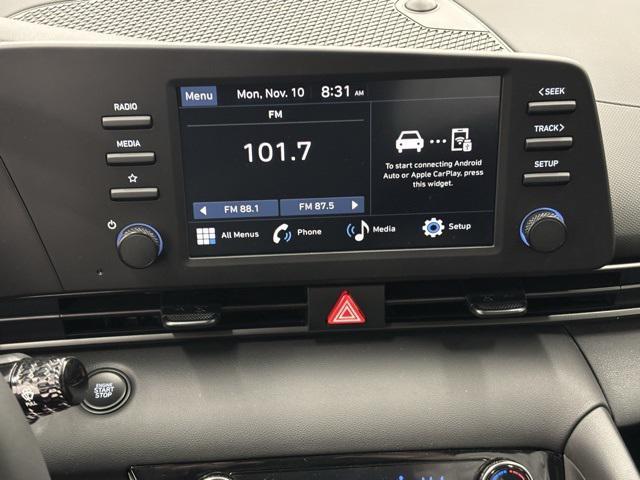 Menu Mon, Nov. 10 8:31 AM
FM
101.7
FM 88.1 FM 87.5
To start connecting Android
Auto or Apple CarPlay, press
this widget.
All Menus Phone Media Setup
RADIO
MEDIA
< SEEK
TRACK >
SETUP
ENGINE
START
STOP